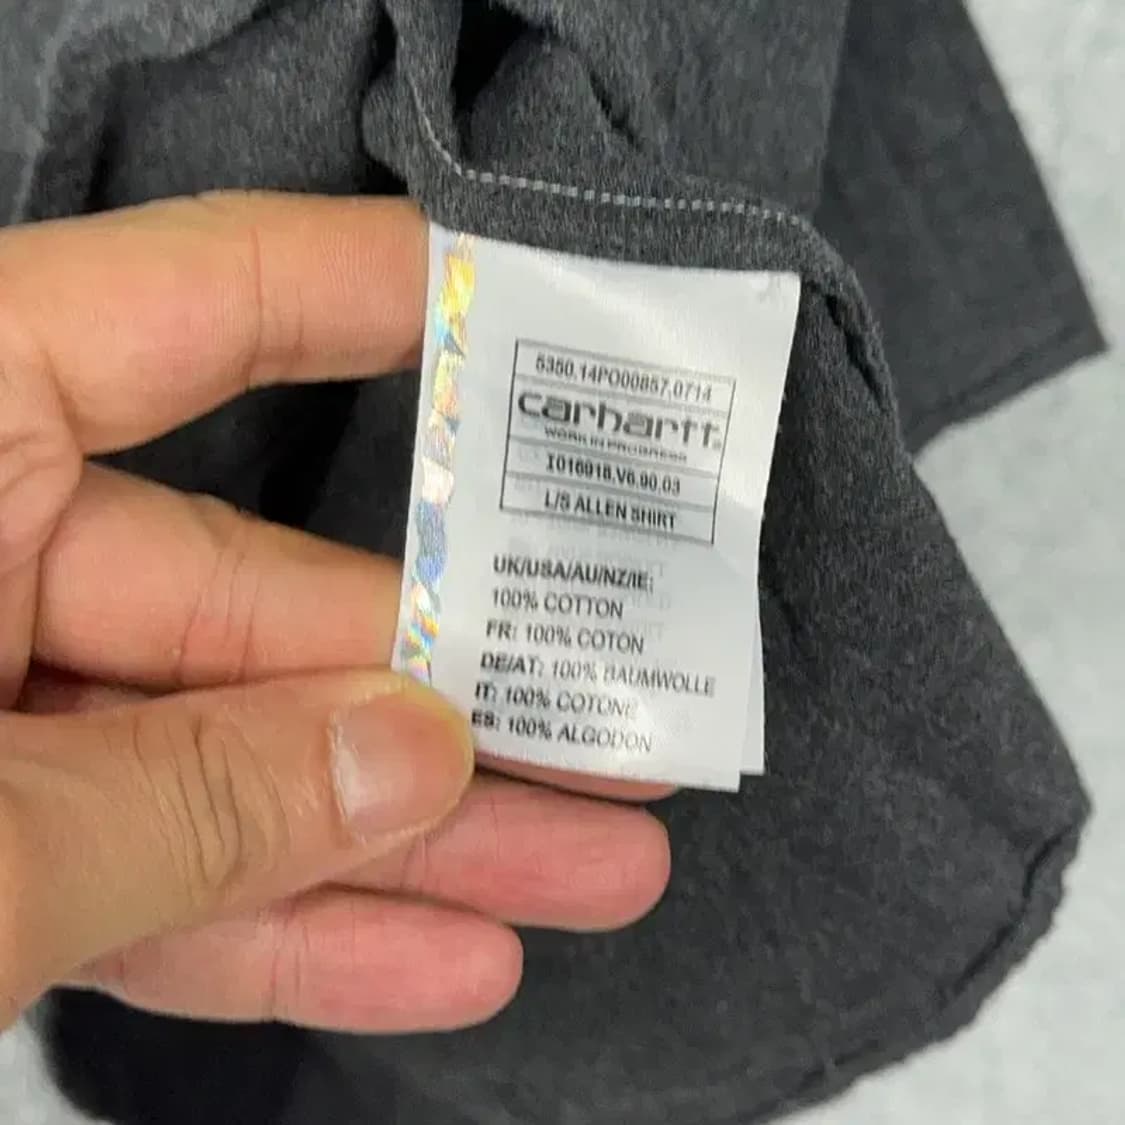 5350.14PO00857.0714
carhartt
WORK IN PROGRESS
I016918.V6.90.03
L/S ALLEN SHIRT
UK/USA/AU/NZ/IE:
100% COTTON
FR: 100% COTON
DE/AT: 100% BAUMWOLLE
IT: 100% COTONE
ES: 100% ALGODON